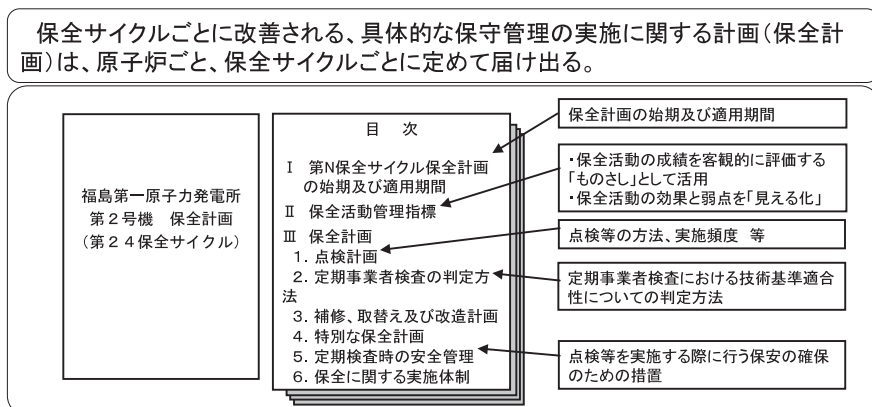 保全サイクルごとに改善される、具体的な保守管理の実施に関する計画（保全計
画）は、原子炉ごと、保全サイクルごとに定めて届け出る。
福島第一原子力発電所
第２号機　保全計画
（第２４保全サイクル）
目　次
Ⅰ　第Ｎ保全サイクル保全計画
の始期及び適用期間
Ⅱ　保全活動管理指標
Ⅲ　保全計画
１．点検計画
２．定期事業者検査の判定方
法
３．補修、取替え及び改造計画
４．特別な保全計画
５．定期検査時の安全管理
６．保全に関する実施体制
保全計画の始期及び適用期間
・保全活動の成績を客観的に評価する
「ものさし」として活用
・保全活動の効果と弱点を「見える化」
点検等の方法、実施頻度　等
定期事業者検査における技術基準適合
性についての判定方法
点検等を実施する際に行う保安の確保
のための措置